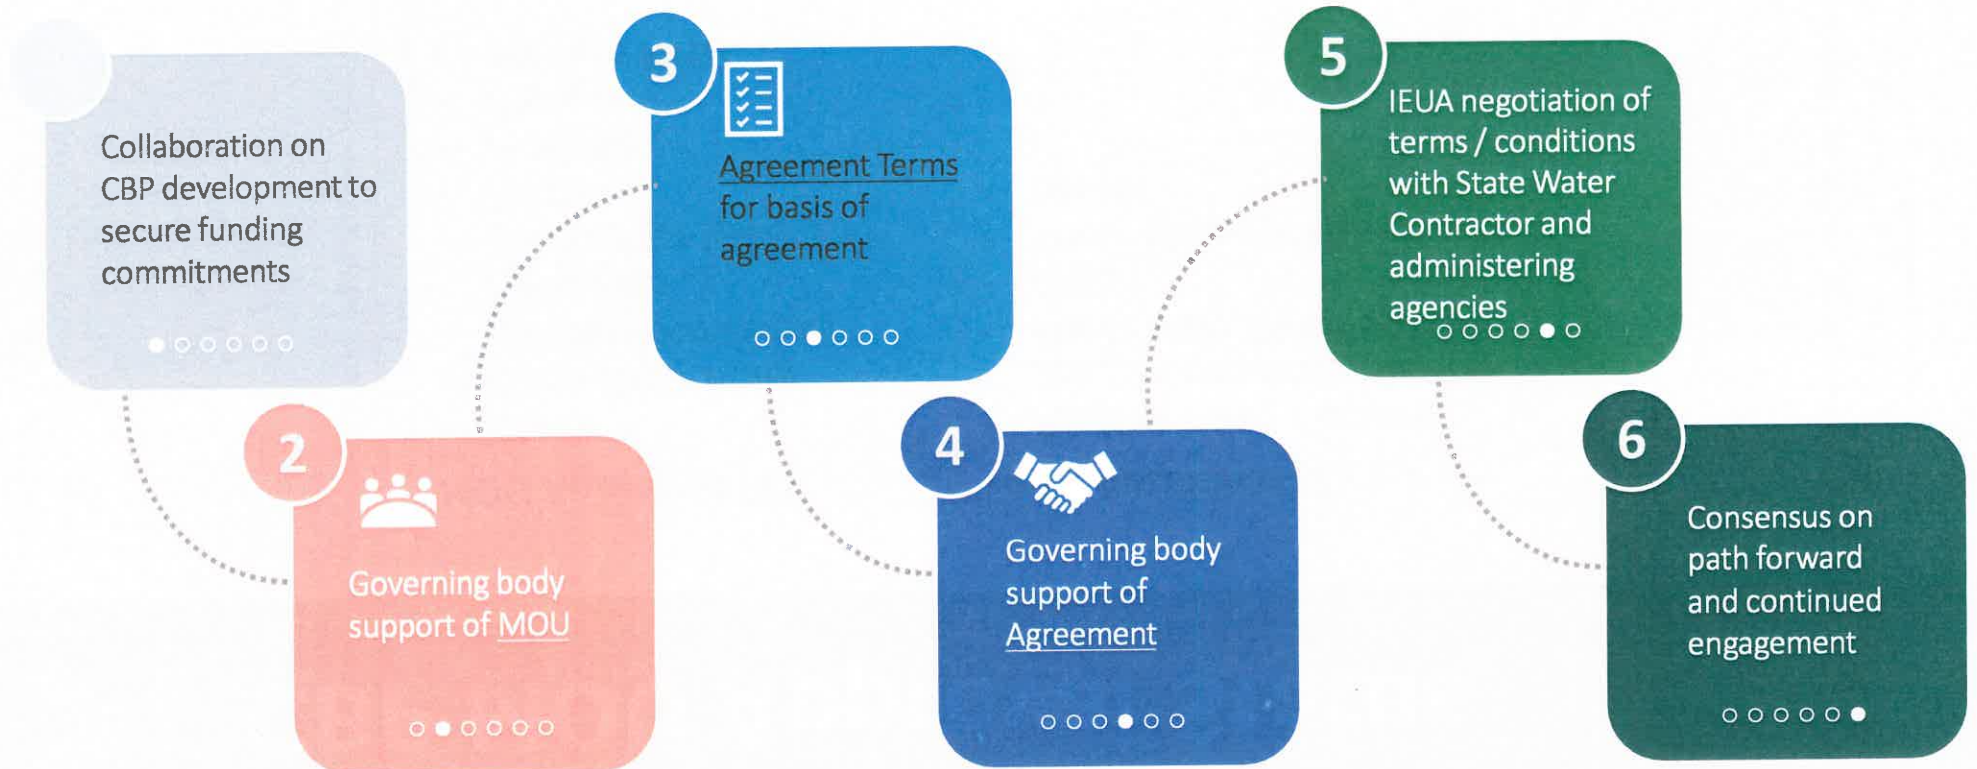 Collaboration on
CBP development to
secure funding
commitments
2
Governing body
support of MOU
3
Agreement Terms
for basis of
agreement
4
Governing body
support of
Agreement
5
IEUA negotiation of
terms / conditions
with State Water
Contractor and
administering
agencies
6
Consensus on
path forward
and continued
engagement